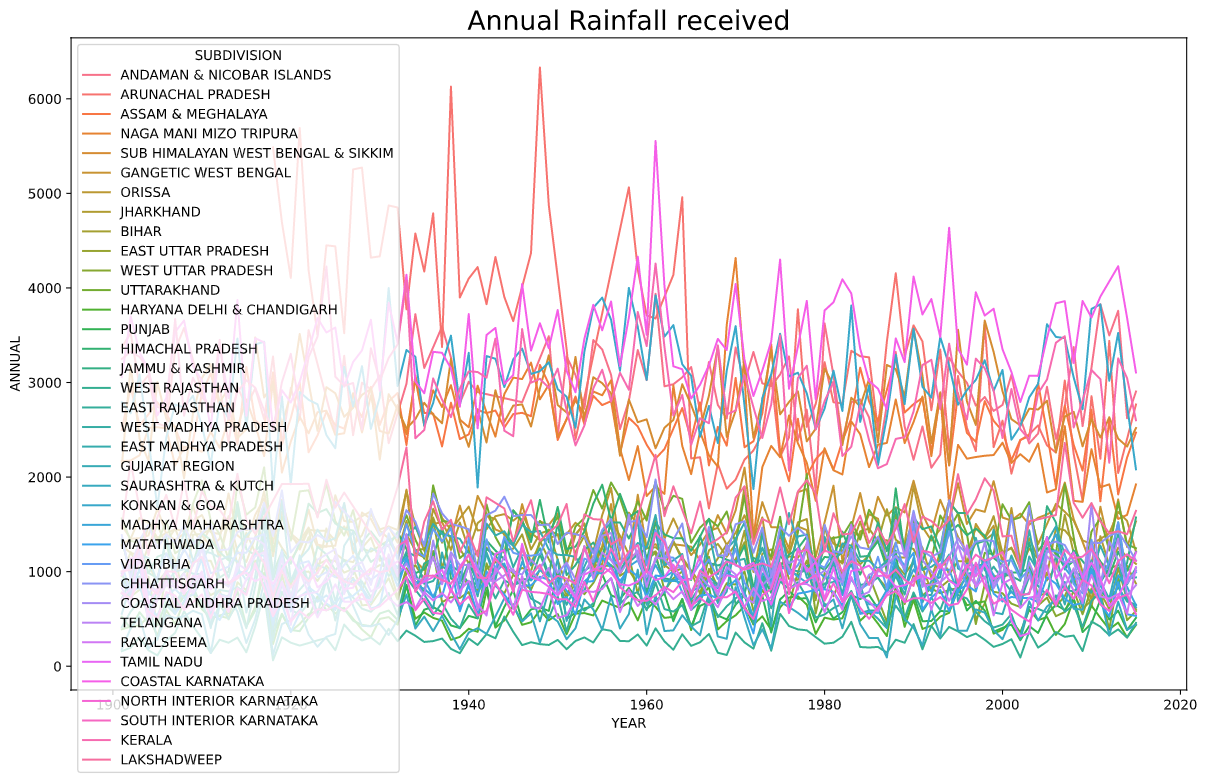 Annual Rainfall received
SUBDIVISION
ANDAMAN & NICOBAR ISLANDS
ARUNACHAL PRADESH
ASSAM & MEGHALAYA
NAGA MANI MIZO TRIPURA
SUB HIMALAYAN WEST BENGAL & SIKKIM
GANGETIC WEST BENGAL
ORISSA
JHARKHAND
BIHAR
EAST UTTAR PRADESH
WEST UTTAR PRADESH
UTTARAKHAND
HARYANA DELHI & CHANDIGARH
PUNJAB
HIMACHAL PRADESH
JAMMU & KASHMIR
WEST RAJASTHAN
EAST RAJASTHAN
WEST MADHYA PRADESH
EAST MADHYA PRADESH
GUJARAT REGION
SAURASHTRA & KUTCH
KONKAN & GOA
MADHYA MAHARASHTRA
MATATHWADA
VIDARBHA
CHHATTISGARH
COASTAL ANDHRA PRADESH
TELANGANA
RAYALSEEMA
TAMIL NADU
COASTAL KARNATAKA
NORTH INTERIOR KARNATAKA
SOUTH INTERIOR KARNATAKA
KERALA
LAKSHADWEEP
ANNUAL
6000
5000
4000
3000
2000
1000
0
1900 1920 1940 1960 1980 2000 2020
YEAR